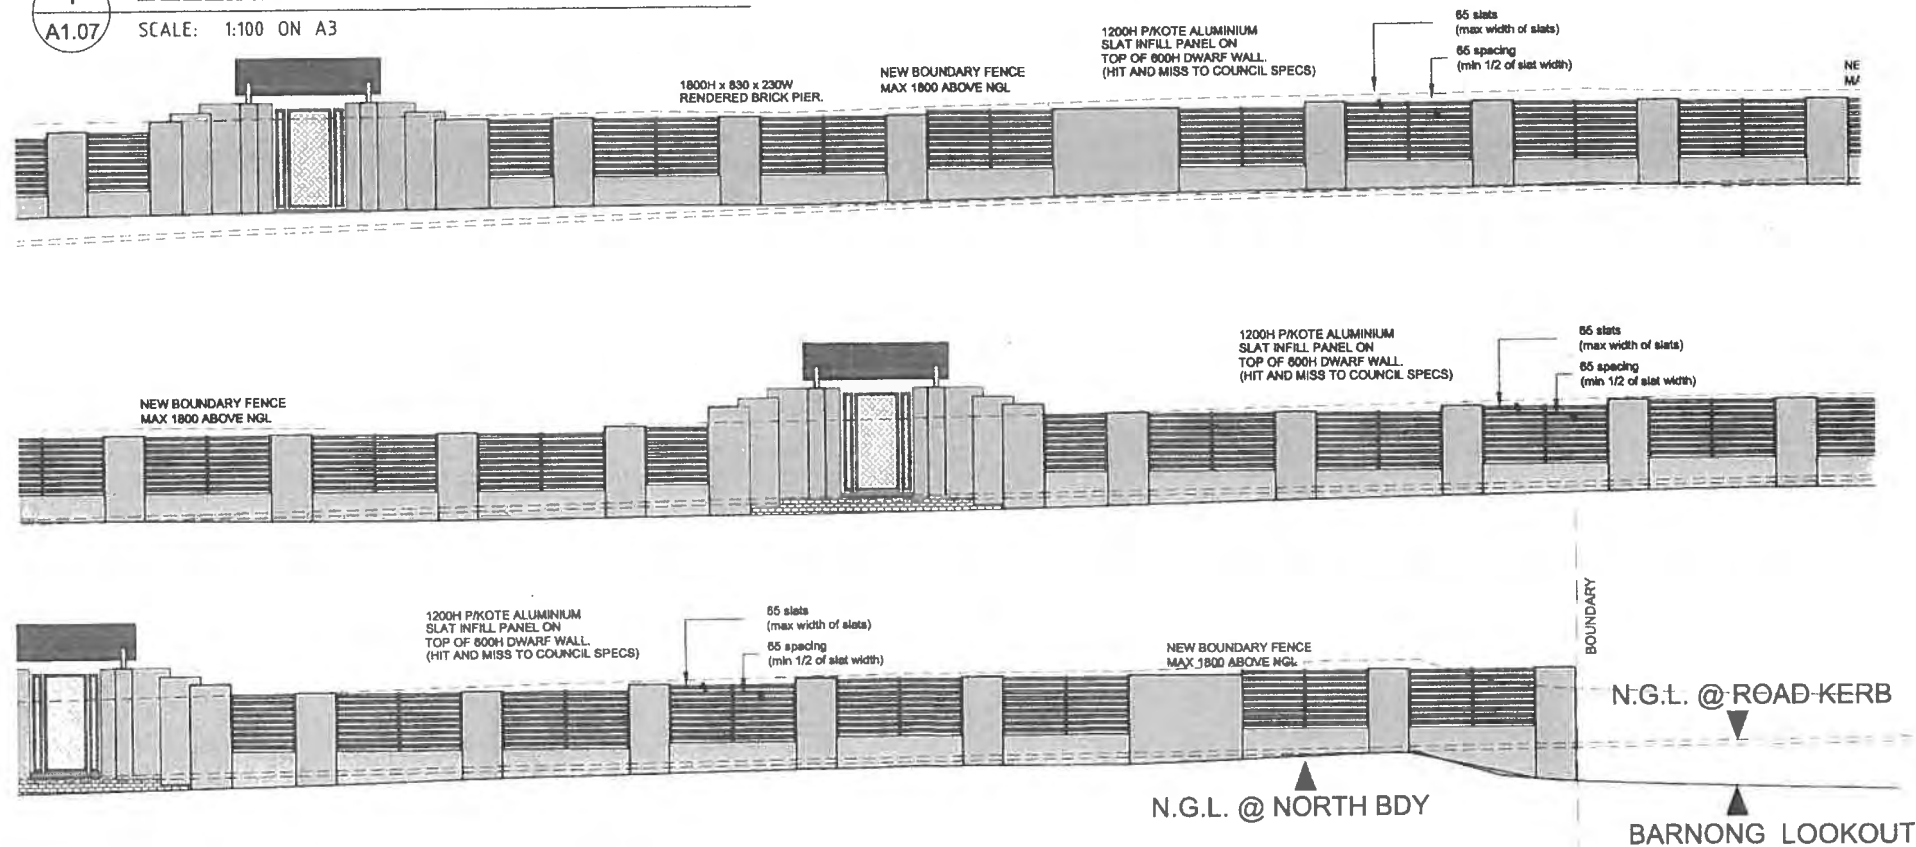 A1.07
SCALE: 1:100 ON A3
1800H x 830 x 230W
RENDERED BRICK PIER.
NEW BOUNDARY FENCE
MAX 1800 ABOVE NGL
1200H P/KOTE ALUMINIUM
SLAT INFILL PANEL ON
TOP OF 600H DWARF WALL.
(HIT AND MISS TO COUNCIL SPECS)
65 slats
(max width of slats)
65 spacing
(min 1/2 of slat width)
NE
MA
NEW BOUNDARY FENCE
MAX 1800 ABOVE NGL
1200H P/KOTE ALUMINIUM
SLAT INFILL PANEL ON
TOP OF 600H DWARF WALL.
(HIT AND MISS TO COUNCIL SPECS)
65 slats
(max width of slats)
65 spacing
(min 1/2 of slat width)
1200H P/KOTE ALUMINIUM
SLAT INFILL PANEL ON
TOP OF 600H DWARF WALL.
(HIT AND MISS TO COUNCIL SPECS)
65 slats
(max width of slats)
65 spacing
(min 1/2 of slat width)
NEW BOUNDARY FENCE
MAX 1800 ABOVE NGL
BOUNDARY
N.G.L. @ ROAD KERB
N.G.L. @ NORTH BDY
BARNONG LOOKOUT